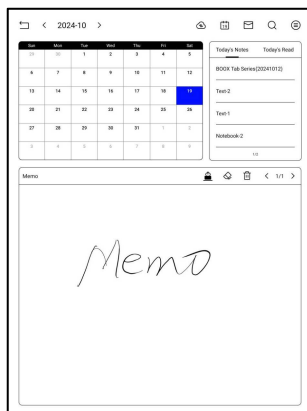 2024-10
Sun Mon Tue Wed Thu Fri Sat
29 30 1 2 3 4 5
6 7 8 9 10 11 12
13 14 15 16 17 18 19
20 21 22 23 24 25 26
27 28 29 30 31 1 2
3 4 5 6 7 8 9
Today's Notes Today's Read
BOOX Tab Series(20241012)
Text-2
Text-1
Notebook-2
1/2
Memo 1/1
Memo